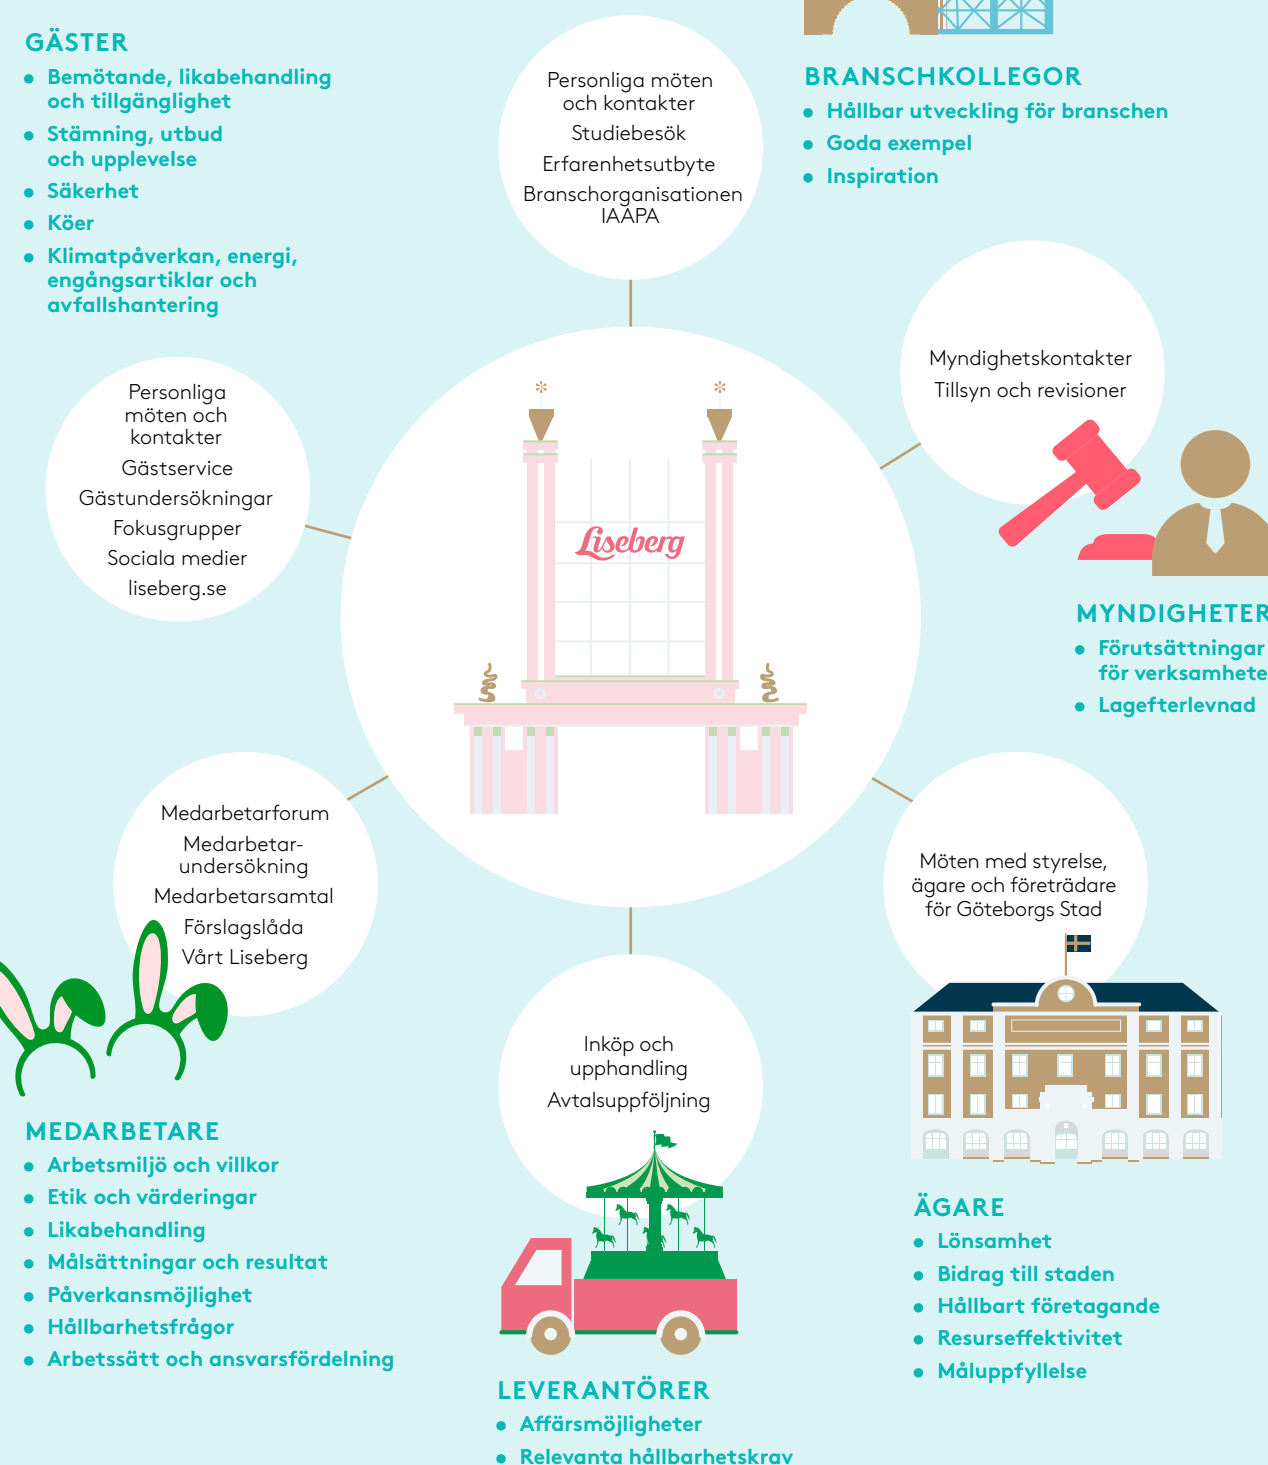 GÄSTER
• Bemötande, likabehandling
och tillgänglighet
• Stämning, utbud
och upplevelse
• Säkerhet
• Köer
• Klimatpåverkan, energi,
engångsartiklar och
avfallshantering
Personliga möten
och kontakter
Studiebesök
Erfarenhetsutbyte
Branschorganisationen
IAAPA
BRANSCHKOLLEGOR
• Hållbar utveckling för branschen
• Goda exempel
• Inspiration
Personliga
möten och
kontakter
Gästservice
Gästundersökningar
Fokusgrupper
Sociala medier
liseberg.se
Liseberg
Myndighetskontakter
Tillsyn och revisioner
MYNDIGHETER
• Förutsättningar
för verksamhete
• Lagefterlevnad
Medarbetarforum
Medarbetar-
undersökning
Medarbetarsamtal
Förslagslåda
Vårt Liseberg
MEDARBETARE
• Arbetsmiljö och villkor
• Etik och värderingar
• Likabehandling
• Målsättningar och resultat
• Påverkansmöjlighet
• Hållbarhetsfrågor
• Arbetssätt och ansvarsfördelning
Inköp och
upphandling
Avtalsuppföljning
LEVERANTÖRER
• Affärsmöjligheter
• Relevanta hållbarhetskrav
Möten med styrelse,
ägare och företrädare
för Göteborgs Stad
ÄGARE
• Lönsamhet
• Bidrag till staden
• Hållbart företagande
• Resurseffektivitet
• Måluppfyllelse